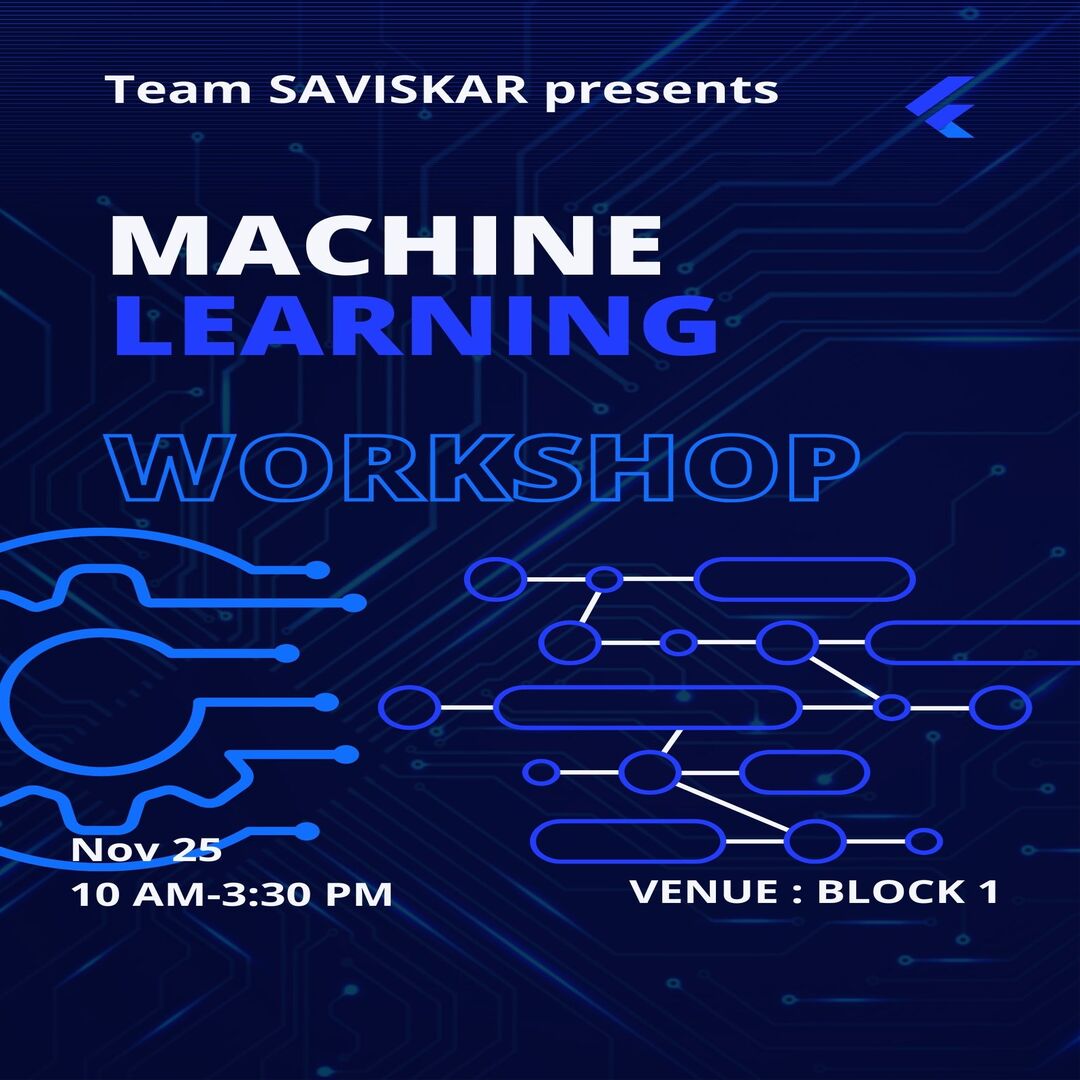 Team SAVISKAR presents
MACHINE
LEARNING
WORKSHOP
Nov 25
10 AM-3:30 PM
VENUE : BLOCK 1